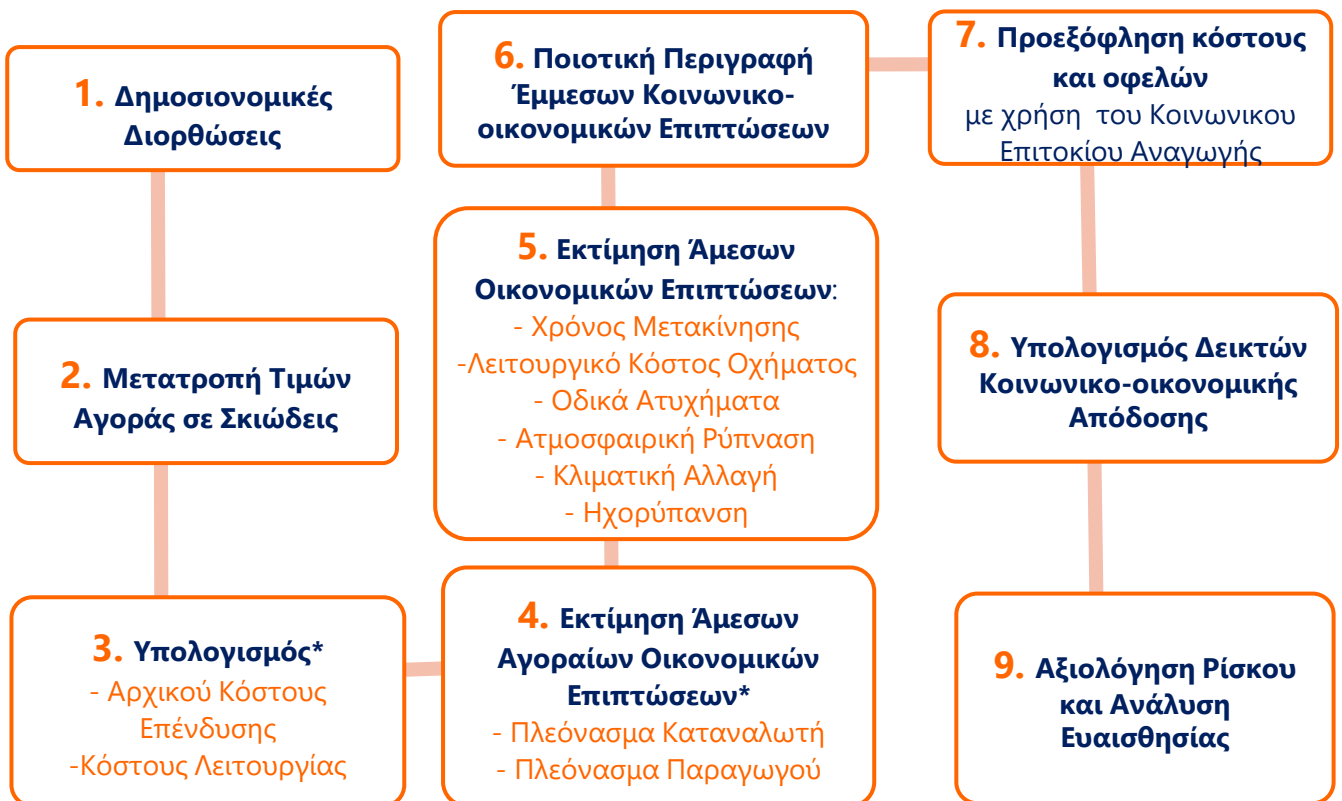 1. Δημοσιονομικές
Διορθώσεις
2. Μετατροπή Τιμών
Αγοράς σε Σκιώδεις
3. Υπολογισμός*
- Αρχικού Κόστους
Επένδυσης
-Κόστους Λειτουργίας
4. Εκτίμηση Άμεσων
Αγοραίων Οικονομικών
Επιπτώσεων*
- Πλεόνασμα Καταναλωτή
- Πλεόνασμα Παραγωγού
5. Εκτίμηση Άμεσων
Οικονομικών Επιπτώσεων:
- Χρόνος Μετακίνησης
-Λειτουργικό Κόστος Οχήματος
- Οδικά Ατυχήματα
- Ατμοσφαιρική Ρύπναση
- Κλιματική Αλλαγή
- Ηχορύπανση
6. Ποιοτική Περιγραφή
Έμμεσων Κοινωνικο-
οικονομικών Επιπτώσεων
7. Προεξόφληση κόστους
και οφελών
με χρήση του Κοινωνικου
Επιτοκίου Αναγωγής
8. Υπολογισμός Δεικτών
Κοινωνικο-οικονομικής
Απόδοσης
9. Αξιολόγηση Ρίσκου
και Ανάλυση
Ευαισθησίας